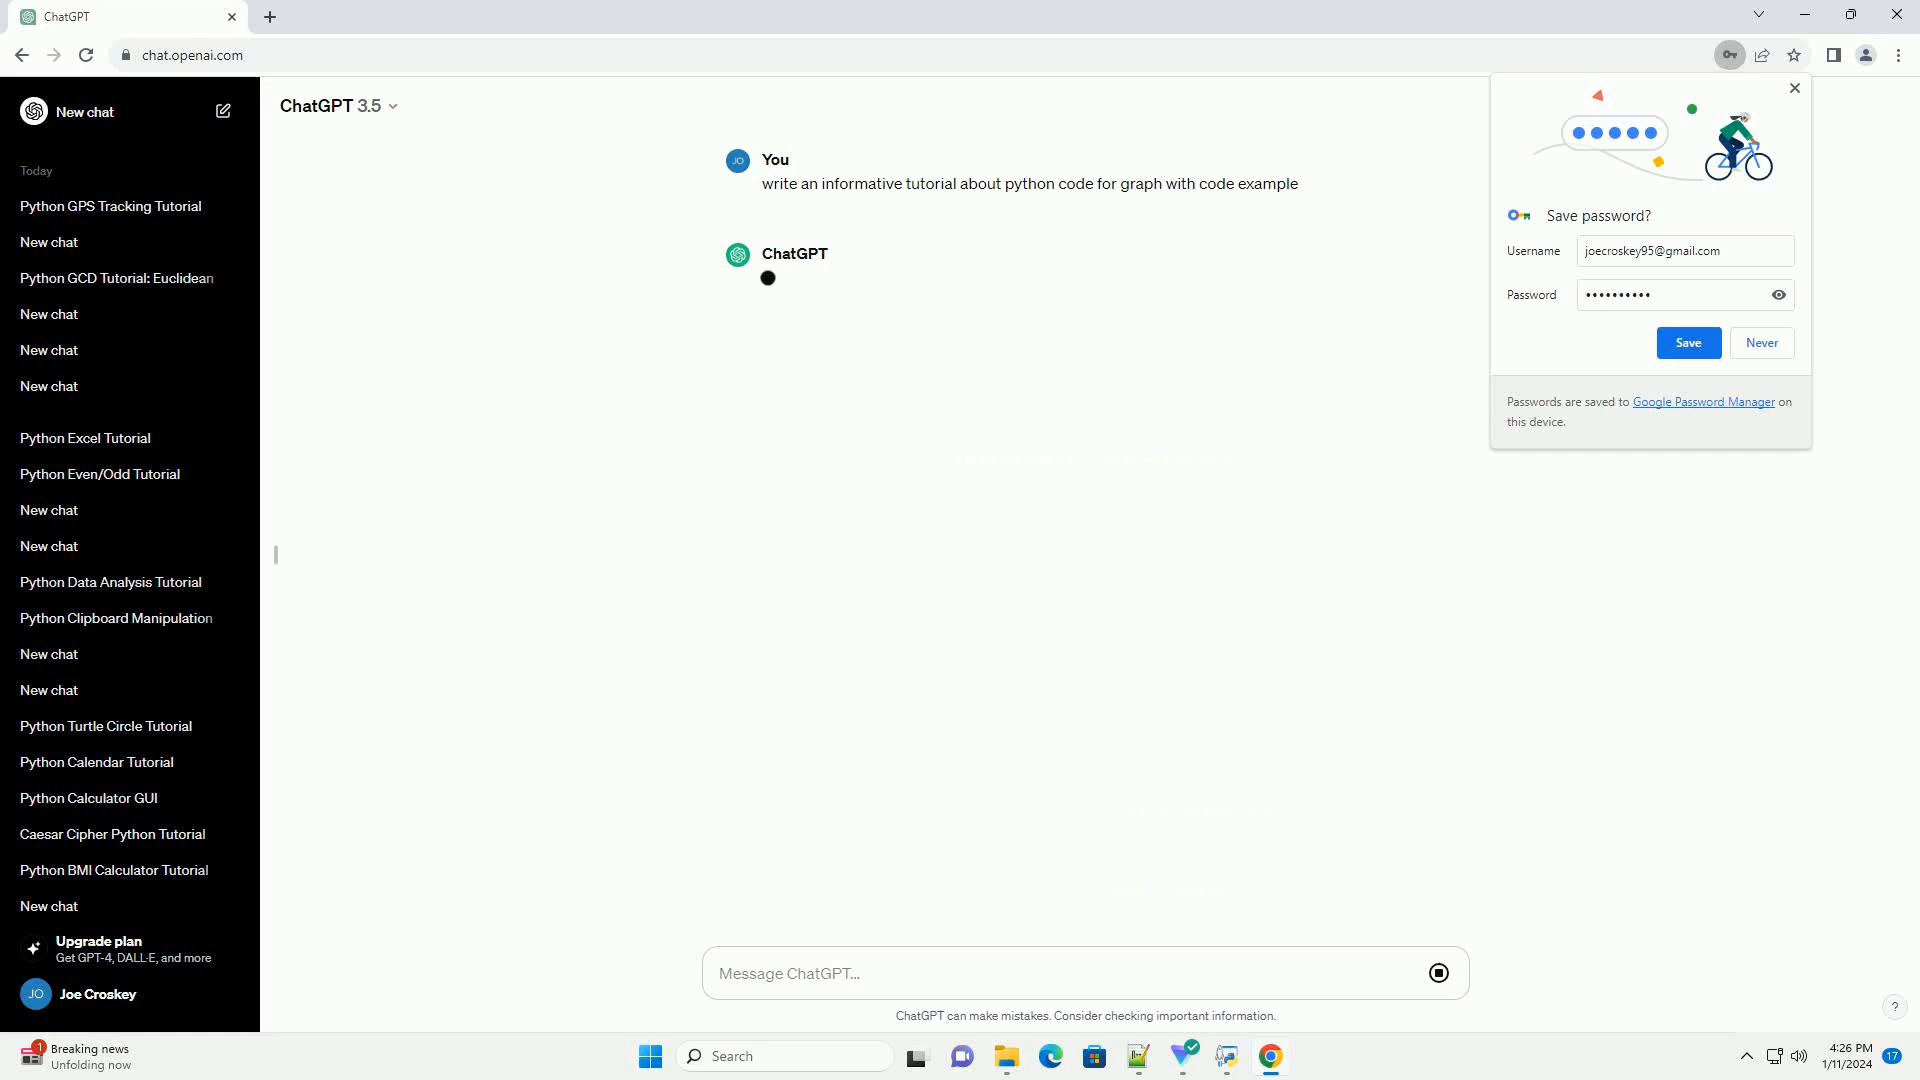 ChatGPT
chat.openai.com
New chat
Today
Python GPS Tracking Tutorial
New chat
Python GCD Tutorial: Euclidean
New chat
New chat
New chat
Python Excel Tutorial
Python Even/Odd Tutorial
New chat
New chat
Python Data Analysis Tutorial
Python Clipboard Manipulation
New chat
New chat
Python Turtle Circle Tutorial
Python Calendar Tutorial
Python Calculator GUI
Caesar Cipher Python Tutorial
Python BMI Calculator Tutorial
New chat
Upgrade plan
Get GPT-4, DALL·E, and more
JO Joe Croskey
ChatGPT 3.5
JO You
write an informative tutorial about python code for graph with code example
ChatGPT
Save password?
Username joecroskey95@gmail.com
Password ••••••••••
Save Never
Passwords are saved to Google Password Manager on
this device.
Message ChatGPT...
ChatGPT can make mistakes. Consider checking important information.
?
1 Breaking news
Unfolding now
Search
4:26 PM
1/11/2024
17